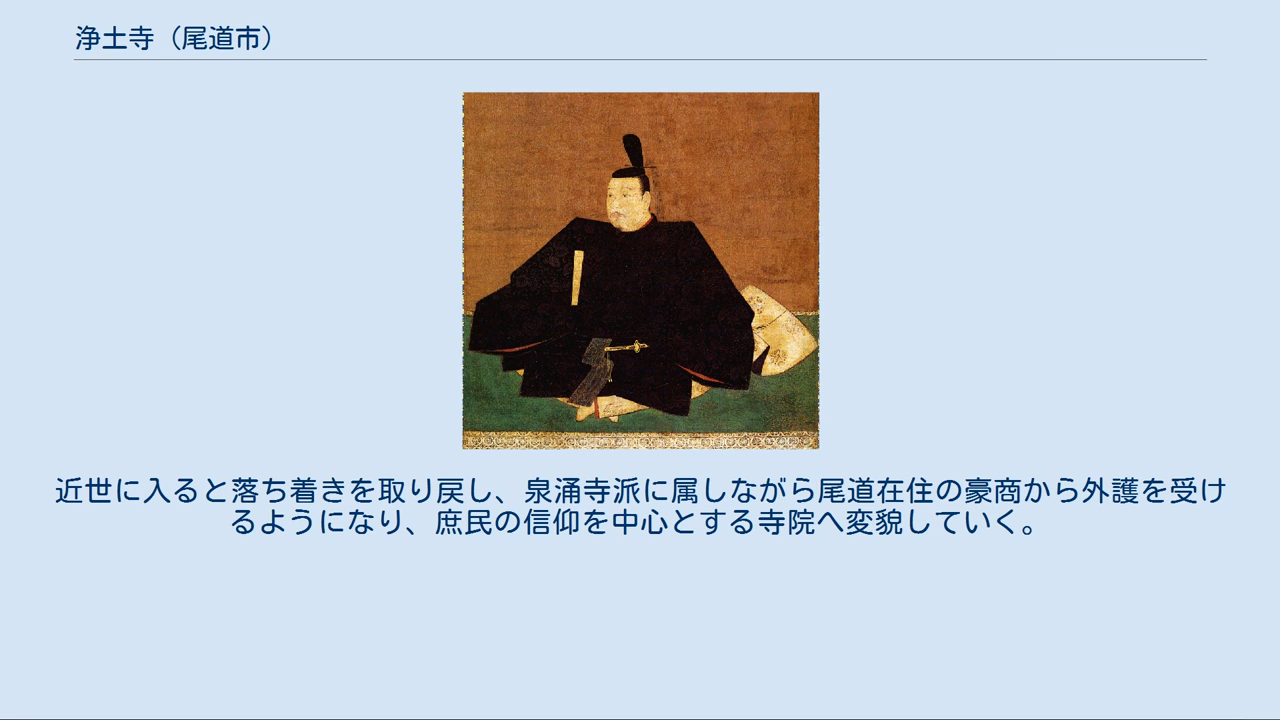 浄土寺（尾道市）
近世に入ると落ち着きを取り戻し、泉涌寺派に属しながら尾道在住の豪商から外護を受け
るようになり、庶民の信仰を中心とする寺院へ変貌していく。